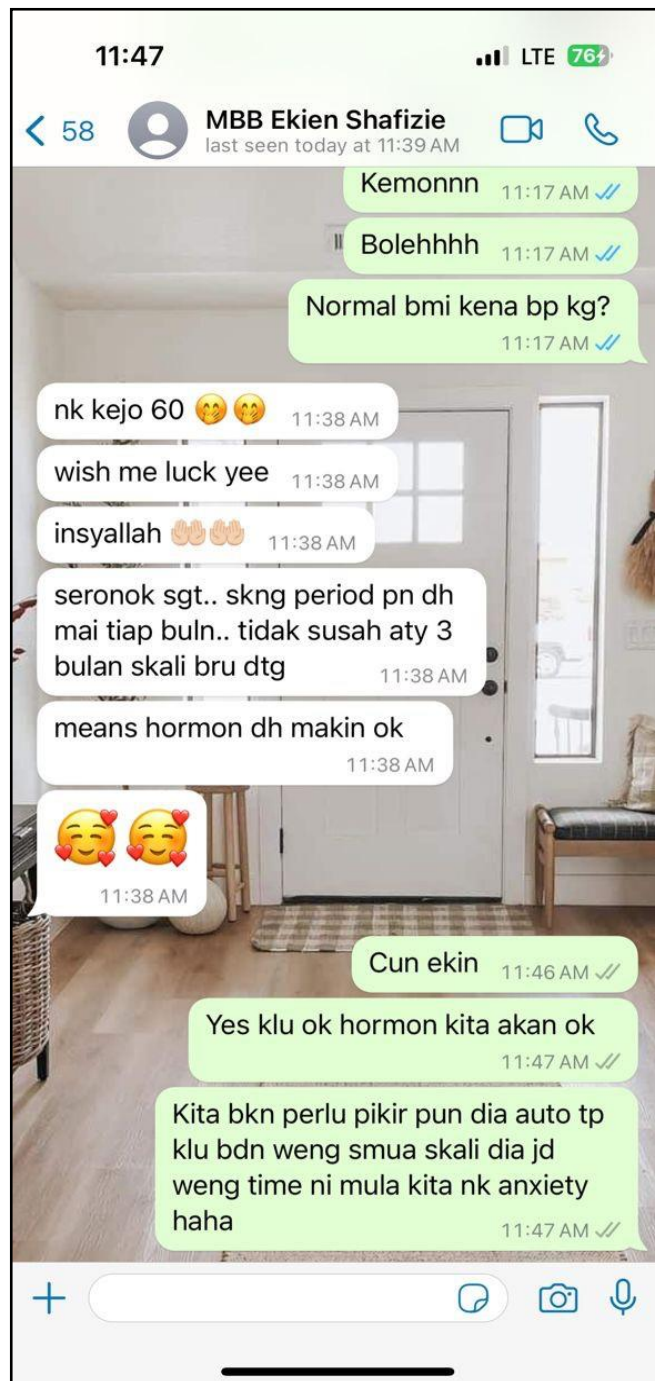 11:47
LTE 76
58
MBB Ekien Shafizie
last seen today at 11:39 AM
Kemonnn 11:17 AM
Bolehhhh 11:17 AM
Normal bmi kena bp kg?
11:17 AM
nk kejo 60 🤭🤭 11:38 AM
wish me luck yee 11:38 AM
insyallah 🤲🏻🤲🏻 11:38 AM
seronok sgt.. skng period pn dh
mai tiap buln.. tidak susah aty 3
bulan skali bru dtg 11:38 AM
means hormon dh makin ok
11:38 AM
🥰🥰
11:38 AM
Cun ekin 11:46 AM
Yes klu ok hormon kita akan ok
11:47 AM
Kita bkn perlu pikir pun dia auto tp
klu bdn weng smua skali dia jd
weng time ni mula kita nk anxiety
haha 11:47 AM